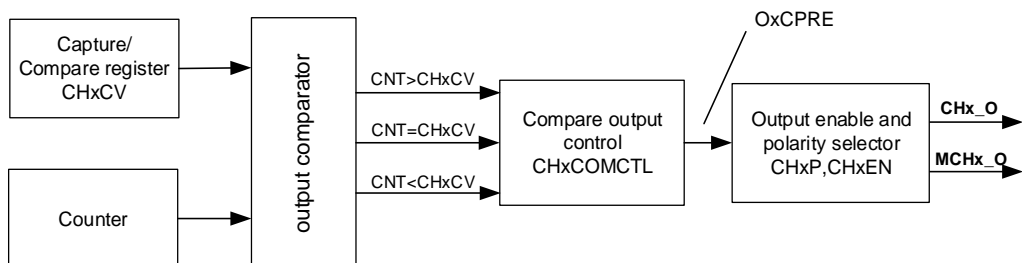 OxCPRE
Capture/
Compare register
CHxCV
output comparator
CNT>CHxCV
CNT=CHxCV
CNT<CHxCV
Compare output
control
CHxCOMCTL
Output enable and
polarity selector
CHxP,CHxEN
CHx_O
MCHx_O
Counter